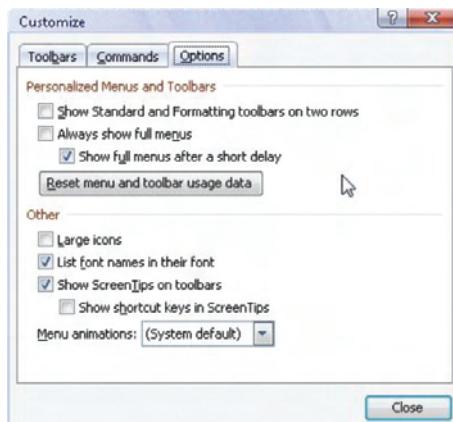 Customize
Toolbars Commands Options
Personalized Menus and Toolbars
Show Standard and Formatting toolbars on two rows
Always show full menus
Show full menus after a short delay
Reset menu and toolbar usage data
Other
Large icons
List font names in their font
Show ScreenTips on toolbars
Show shortcut keys in ScreenTips
Menu animations: (System default)
Close